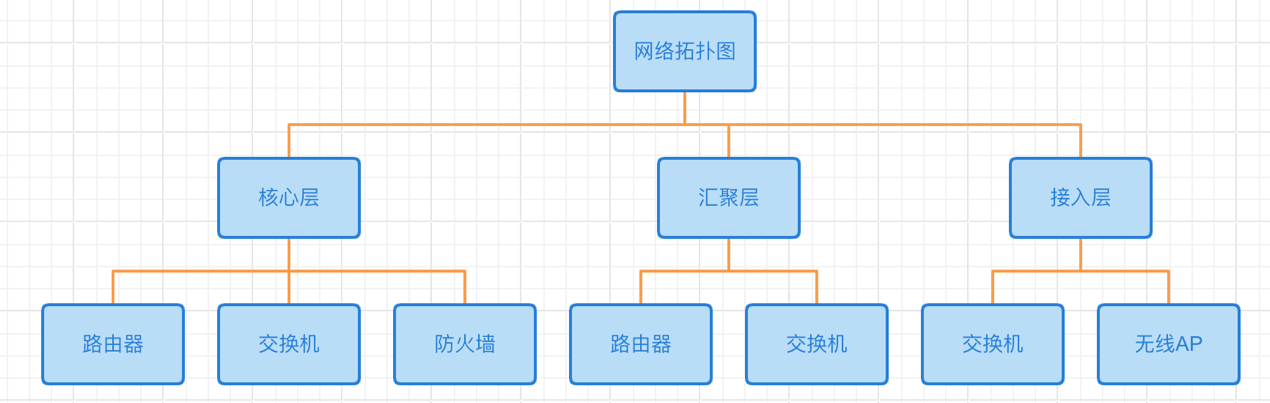 网络拓扑图
核心层
汇聚层
接入层
路由器
交换机
防火墙
路由器
交换机
交换机
无线AP